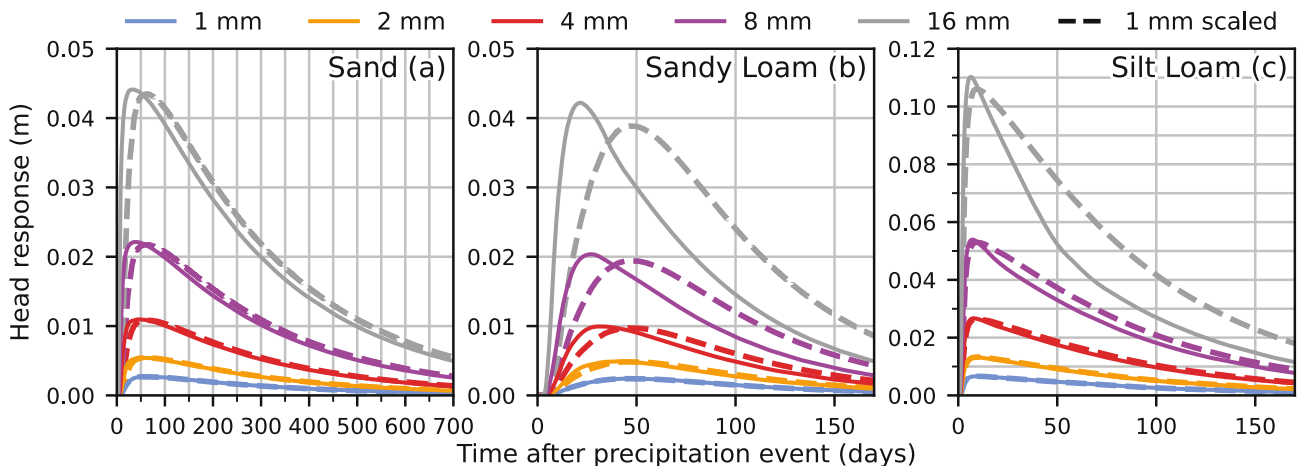 1 mm 2 mm 4 mm 8 mm 16 mm 1 mm scaled
Head response (m)
Sand (a)
0.05
0.04
0.03
0.02
0.01
0.00
0 100 200 300 400 500 600 700
Sandy Loam (b)
0.05
0.04
0.03
0.02
0.01
0.00
0 50 100 150
Silt Loam (c)
0.12
0.10
0.08
0.06
0.04
0.02
0.00
0 50 100 150
Time after precipitation event (days)